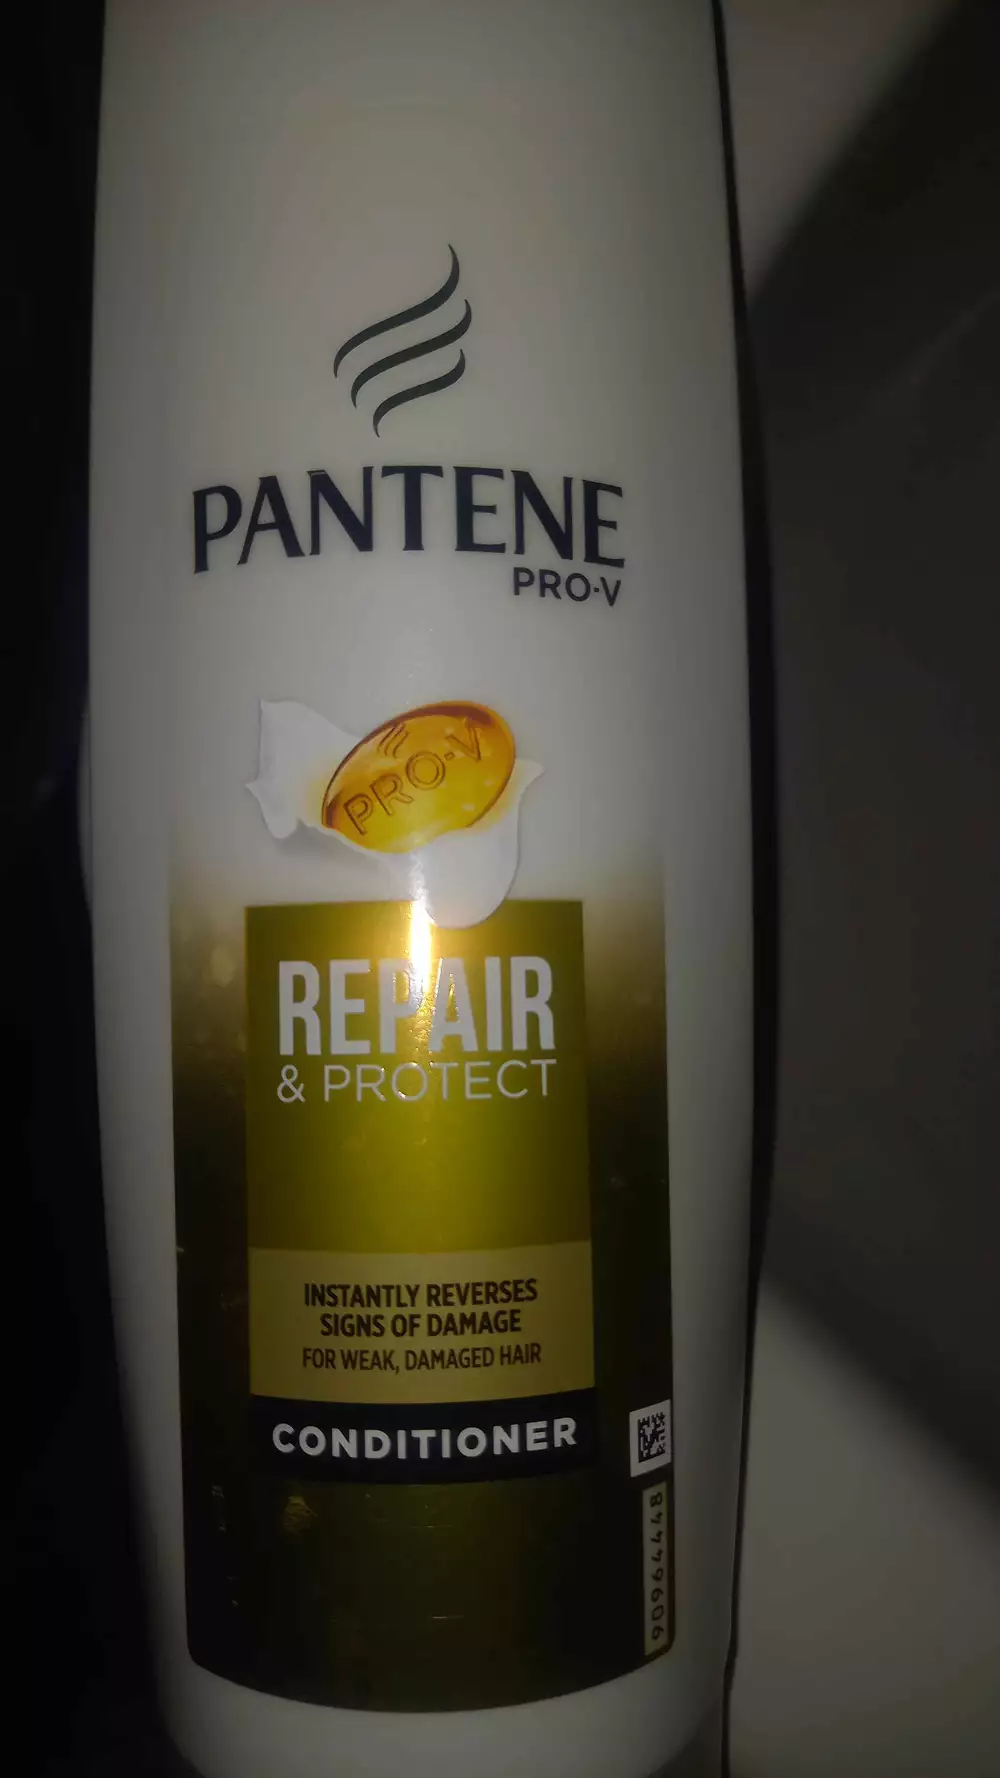 PANTENE
PRO-V
PRO-V
REPAIR
& PROTECT
INSTANTLY REVERSES
SIGNS OF DAMAGE
FOR WEAK, DAMAGED HAIR
CONDITIONER
90964448